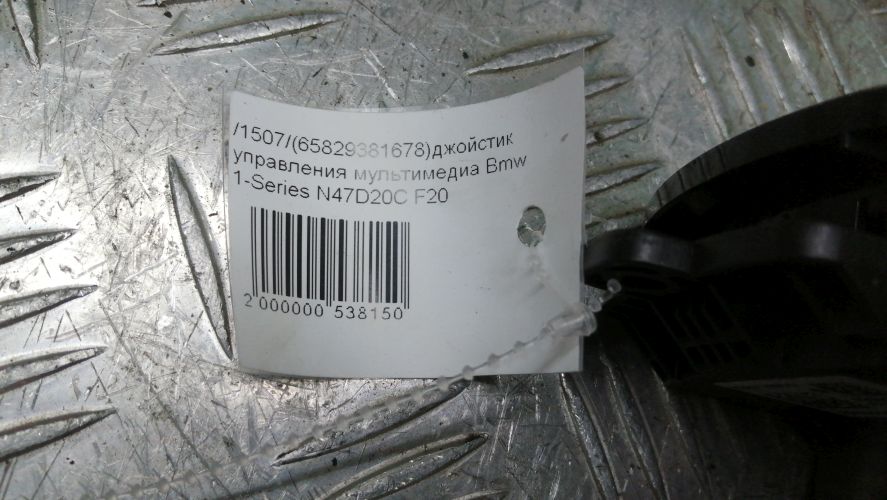 /1507/(65829381678)джойстик
управления мультимедиа Bmw
1-Series N47D20C F20
2 000000 538150